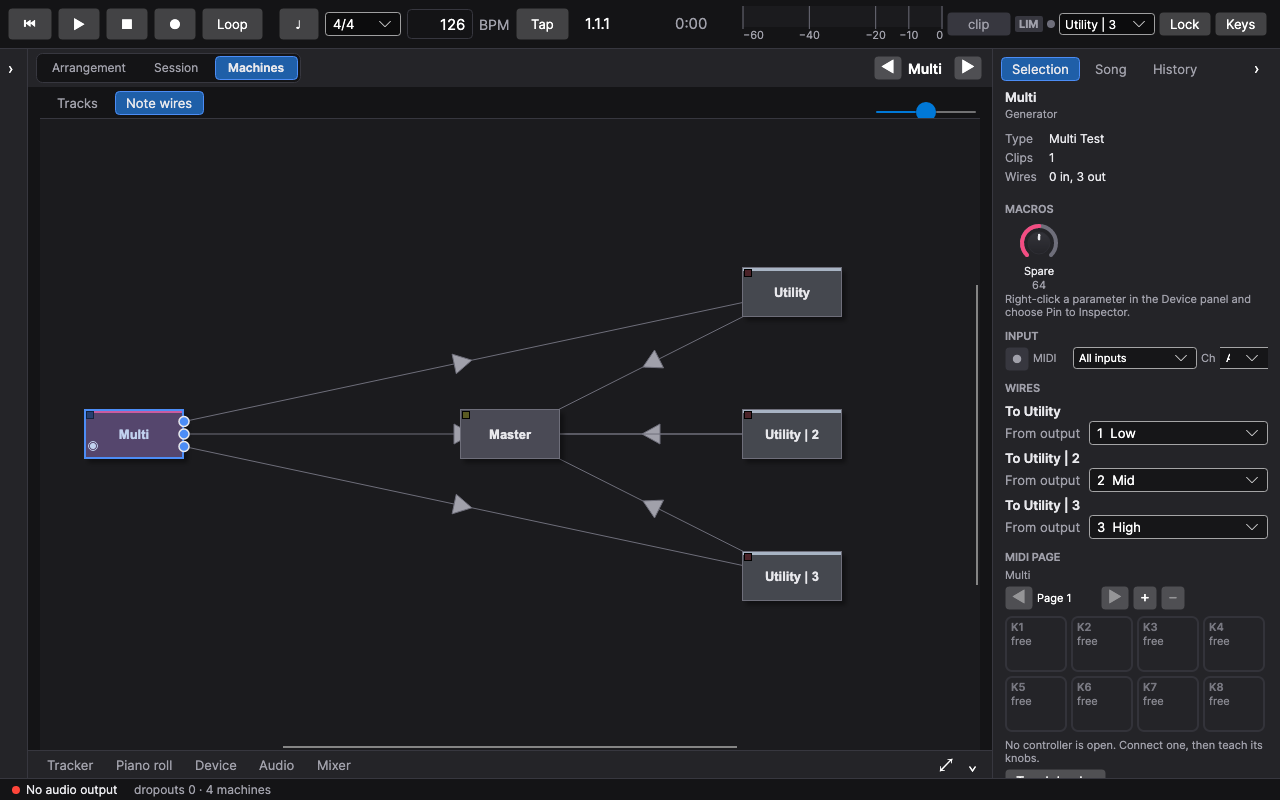 Loop
4/4
126 BPM
Tap
1.1.1
0:00
-60 -40 -20 -10 0
clip
LIM
Utility | 3
Lock
Keys
Arrangement Session Machines
Multi
Tracks Note wires
Utility
Multi
Master
Utility | 2
Utility | 3
Tracker Piano roll Device Audio Mixer
No audio output dropouts 0 · 4 machines
Selection Song History
Multi
Generator
Type Multi Test
Clips 1
Wires 0 in, 3 out
MACROS
Spare
64
Right-click a parameter in the Device panel and
choose Pin to Inspector.
INPUT
MIDI All inputs Ch
WIRES
To Utility
From output 1 Low
To Utility | 2
From output 2 Mid
To Utility | 3
From output 3 High
MIDI PAGE
Multi
Page 1 + −
K1 K2 K3 K4
free free free free
K5 K6 K7 K8
free free free free
No controller is open. Connect one, then teach its
knobs.